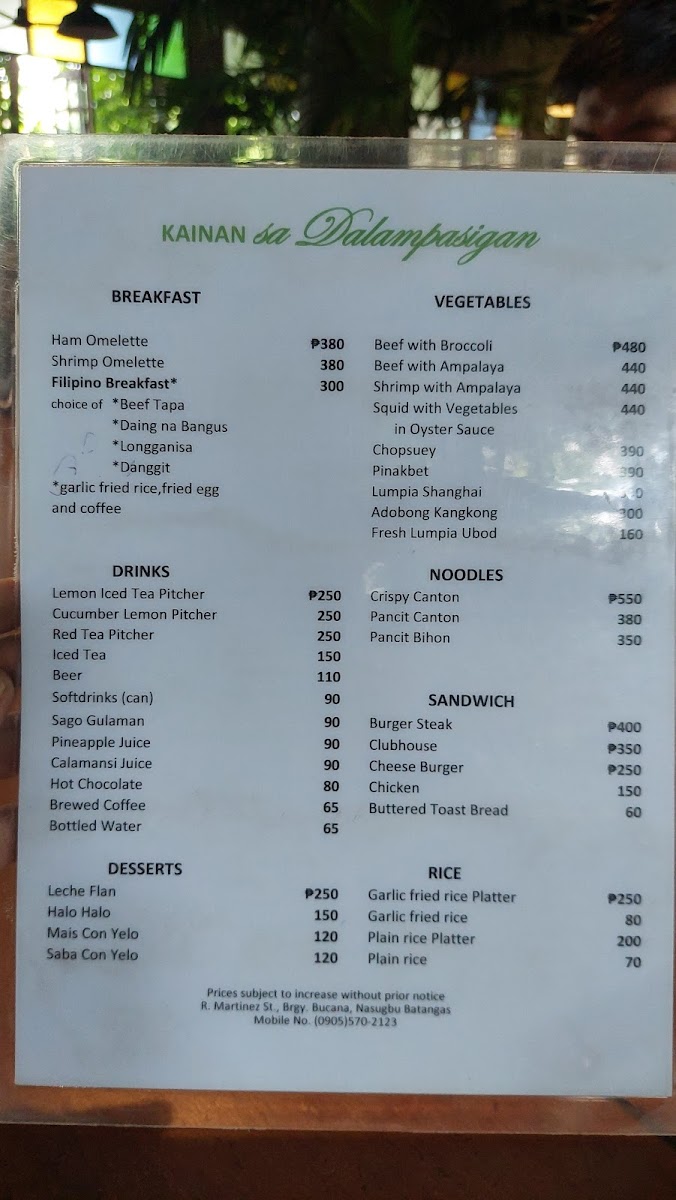 KAINAN sa Dalampasigan
BREAKFAST
Ham Omelette ₱380
Shrimp Omelette 380
Filipino Breakfast* 300
choice of *Beef Tapa
*Daing na Bangus
*Longganisa
*Danggit
*garlic fried rice,fried egg
and coffee
DRINKS
Lemon Iced Tea Pitcher ₱250
Cucumber Lemon Pitcher 250
Red Tea Pitcher 250
Iced Tea 150
Beer 110
Softdrinks (can) 90
Sago Gulaman 90
Pineapple Juice 90
Calamansi Juice 90
Hot Chocolate 80
Brewed Coffee 65
Bottled Water 65
DESSERTS
Leche Flan ₱250
Halo Halo 150
Mais Con Yelo 120
Saba Con Yelo 120
VEGETABLES
Beef with Broccoli ₱480
Beef with Ampalaya 440
Shrimp with Ampalaya 440
Squid with Vegetables 440
in Oyster Sauce
Chopsuey 390
Pinakbet 390
Lumpia Shanghai
Adobong Kangkong 300
Fresh Lumpia Ubod 160
NOODLES
Crispy Canton ₱550
Pancit Canton 380
Pancit Bihon 350
SANDWICH
Burger Steak ₱400
Clubhouse ₱350
Cheese Burger ₱250
Chicken 150
Buttered Toast Bread 60
RICE
Garlic fried rice Platter ₱250
Garlic fried rice 80
Plain rice Platter 200
Plain rice 70
Prices subject to increase without prior notice
R. Martinez St., Brgy. Bucana, Nasugbu Batangas
Mobile No. (0905)570-2123